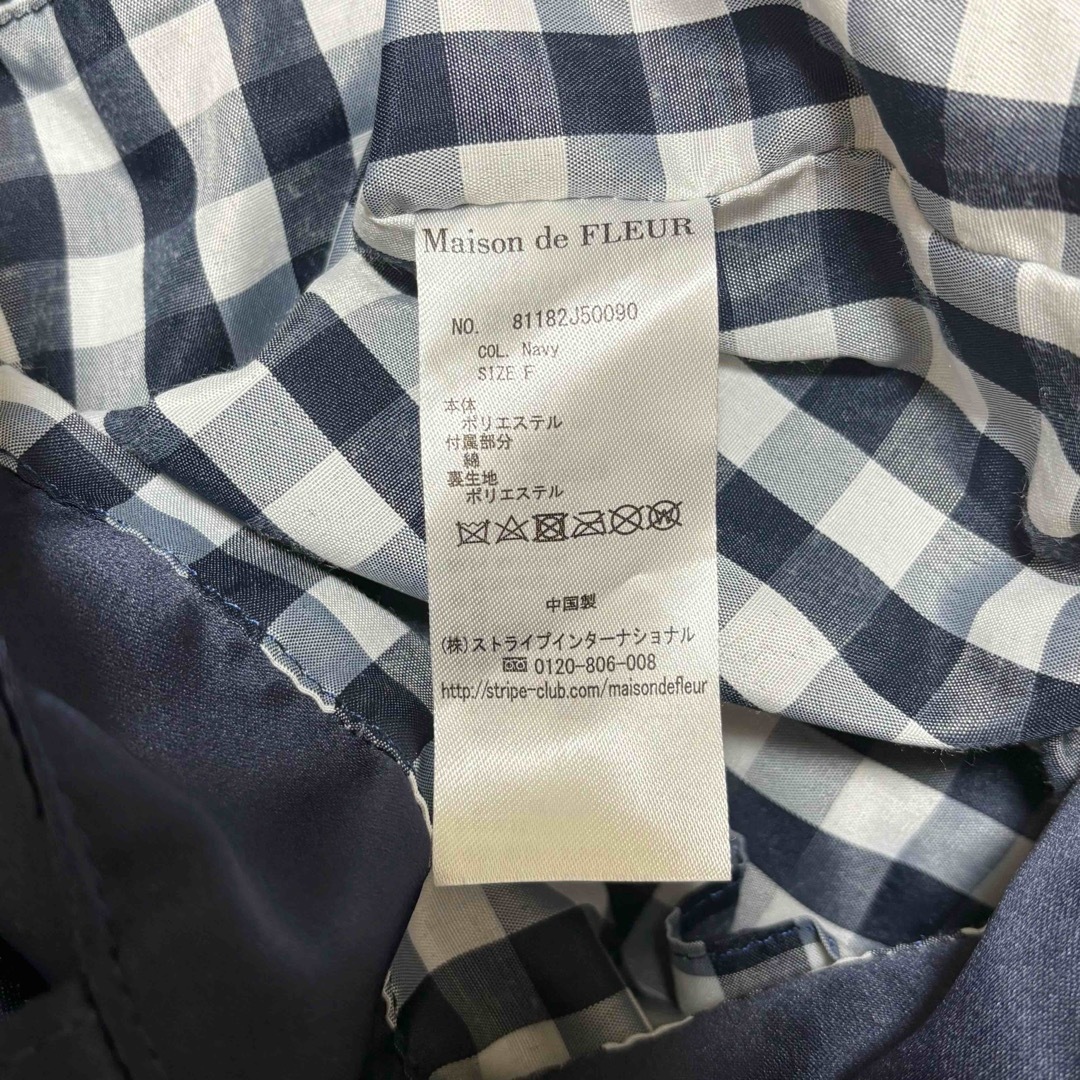 Maison de FLEUR
NO. 81182J50090
COL. Navy
SIZE F
本体
ポリエステル
付属部分
綿
裏生地
ポリエステル
中国製
(株)ストライプインターナショナル
0120-806-008
http://stripe-club.com/maisondefleur